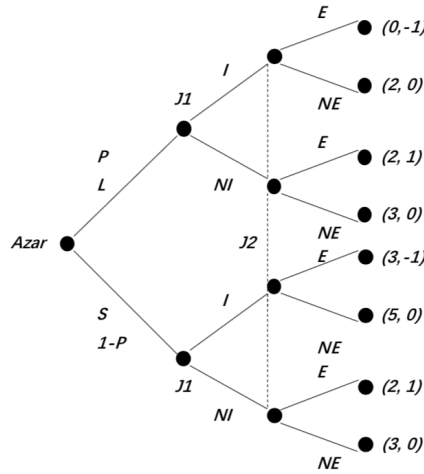 E
(0,-1)
I
(2, 0)
NE
J1
E
P
(2, 1)
L
NI
(3, 0)
NE
Azar
J2
E
(3,-1)
I
S
(5, 0)
1-P
NE
J1
E
(2, 1)
NI
(3, 0)
NE